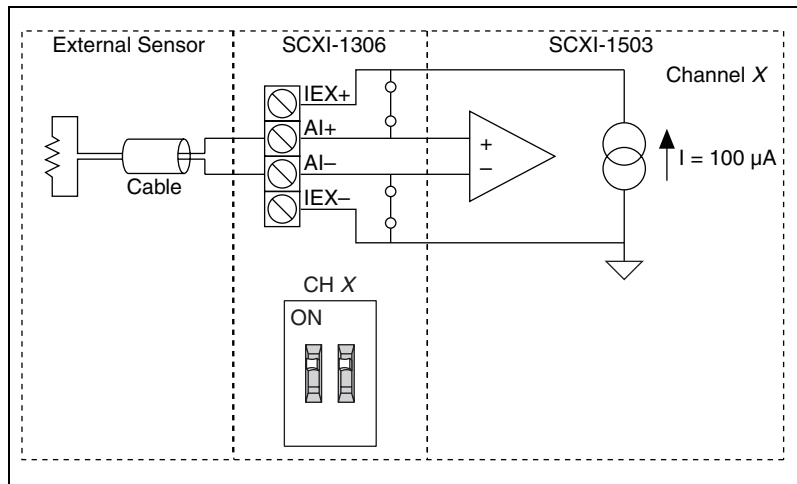 External Sensor
SCXI-1306
SCXI-1503
Channel X
IEX+
AI+
AI–
IEX–
Cable
+
–
I = 100 µA
CH X
ON